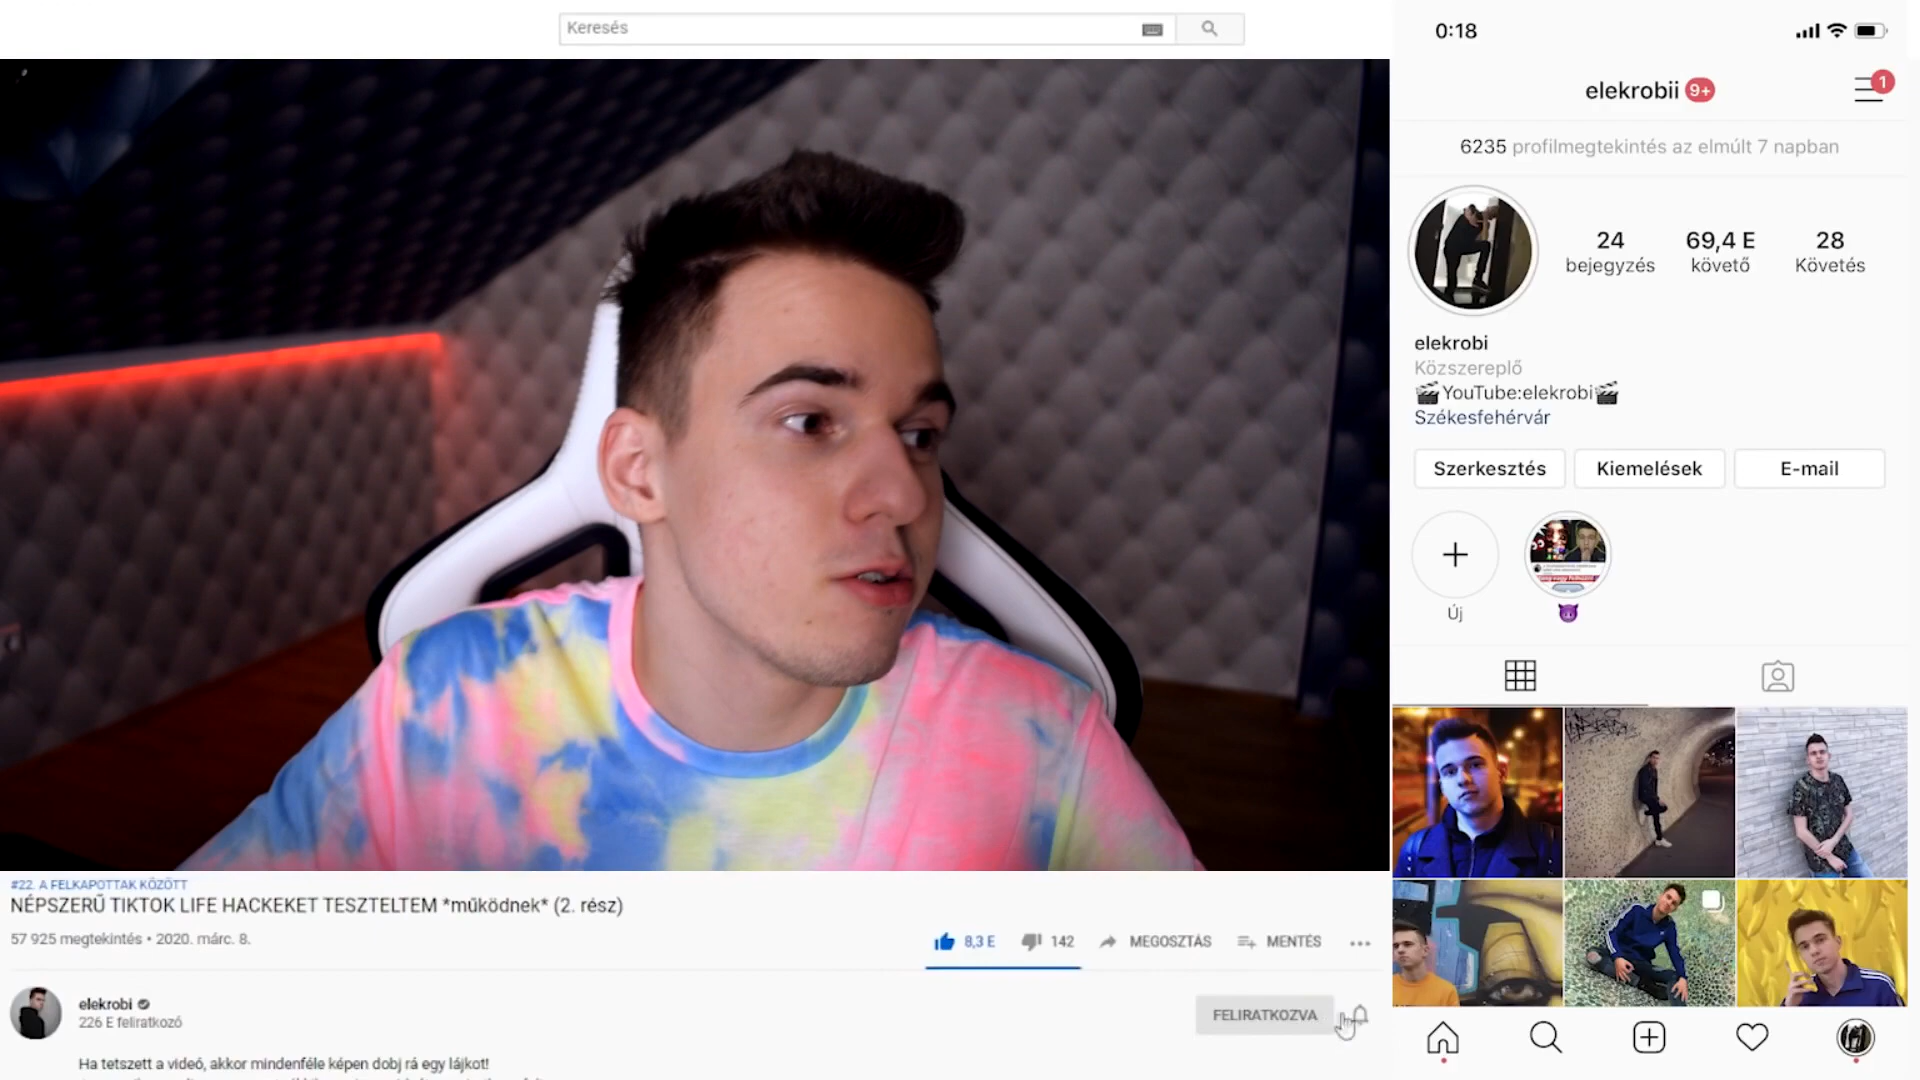 Keresés
#22. A FELKAPOTTAK KÖZÖTT
NÉPSZERŰ TIKTOK LIFE HACKEKET TESZTELTEM *működnek* (2. rész)
57 925 megtekintés • 2020. márc. 8.
8,3 E
142
MEGOSZTÁS
MENTÉS
elekrobi
226 E feliratkozó
FELIRATKOZVA
Ha tetszett a videó, akkor mindenféle képen dobj rá egy lájkot!
0:18
elekrobii 9+
1
6235 profilmegtekintés az elmúlt 7 napban
24 69,4 E 28
bejegyzés követő Követés
elekrobi
Közszereplő
YouTube:elekrobi
Székesfehérvár
Szerkesztés Kiemelések E-mail
Új